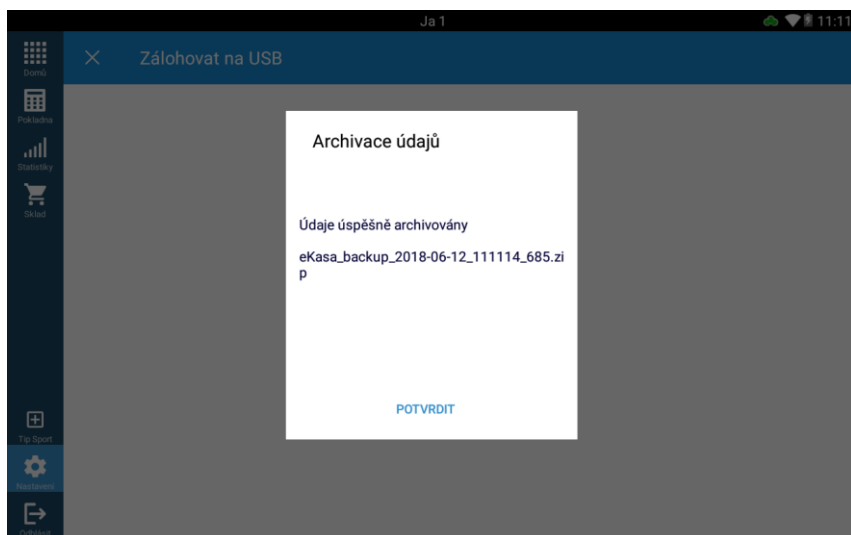 Ja 1
11:11
Domů
Zálohovat na USB
Pokladna
Statistiky
Sklad
Archivace údajů
Údaje úspěšně archivovány
eKasa_backup_2018-06-12_111114_685.zi
p
POTVRDIT
Tip Sport
Nastavení
Odhlásit